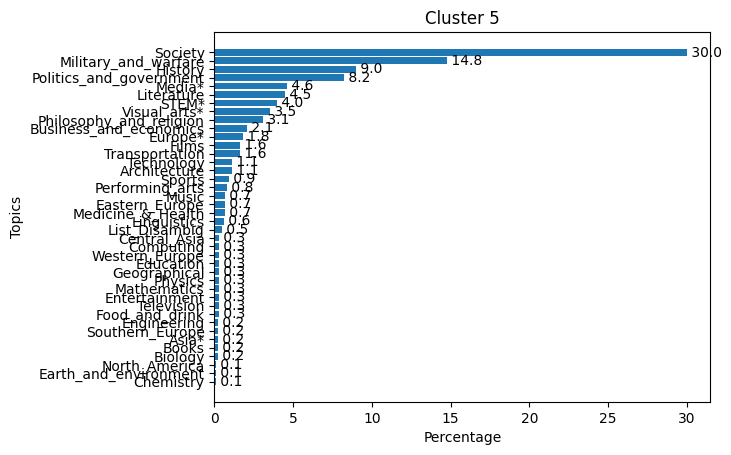 Cluster 5
Topics
Society 30.0
Military_and_warfare 14.8
History 9.0
Politics_and_government 8.2
Media* 4.6
Literature 4.5
STEM* 4.0
Visual_arts* 3.5
Philosophy_and_religion 3.1
Business_and_economics 2.1
Europe* 1.8
Films 1.6
Transportation 1.6
Technology 1.1
Architecture 1.1
Sports 0.9
Performing_arts 0.8
Music 0.7
Eastern_Europe 0.7
Medicine_&_Health 0.7
Linguistics 0.6
List_Disambig 0.5
Central_Asia 0.3
Computing 0.3
Western_Europe 0.3
Education 0.3
Geographical 0.3
Physics 0.3
Mathematics 0.3
Entertainment 0.3
Television 0.3
Food_and_drink 0.3
Engineering 0.2
Southern_Europe 0.2
Asia* 0.2
Books 0.2
Biology 0.2
North_America 0.1
Earth_and_environment 0.1
Chemistry 0.1
0 5 10 15 20 25 30
Percentage